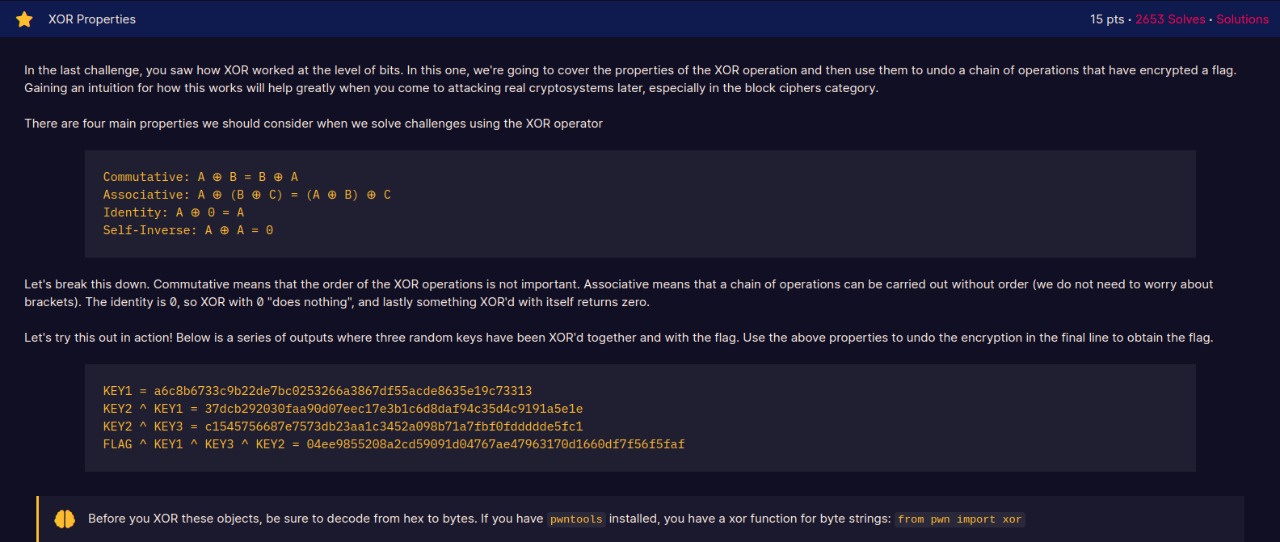 XOR Properties
15 pts · 2653 Solves · Solutions
In the last challenge, you saw how XOR worked at the level of bits. In this one, we're going to cover the properties of the XOR operation and then use them to undo a chain of operations that have encrypted a flag.
Gaining an intuition for how this works will help greatly when you come to attacking real cryptosystems later, especially in the block ciphers category.
There are four main properties we should consider when we solve challenges using the XOR operator
Commutative: A ⊕ B = B ⊕ A
Associative: A ⊕ (B ⊕ C) = (A ⊕ B) ⊕ C
Identity: A ⊕ 0 = A
Self-Inverse: A ⊕ A = 0
Let's break this down. Commutative means that the order of the XOR operations is not important. Associative means that a chain of operations can be carried out without order (we do not need to worry about
brackets). The identity is 0, so XOR with 0 "does nothing", and lastly something XOR'd with itself returns zero.
Let's try this out in action! Below is a series of outputs where three random keys have been XOR'd together and with the flag. Use the above properties to undo the encryption in the final line to obtain the flag.
KEY1 = a6c8b6733c9b22de7bc0253266a3867df55acde8635e19c73313
KEY2 ^ KEY1 = 37dcb292030faa90d07eec17e3b1c6d8daf94c35d4c9191a5e1e
KEY2 ^ KEY3 = c1545756687e7573db23aa1c3452a098b71a7fbf0fddddde5fc1
FLAG ^ KEY1 ^ KEY3 ^ KEY2 = 04ee9855208a2cd59091d04767ae47963170d1660df7f56f5faf
Before you XOR these objects, be sure to decode from hex to bytes. If you have pwntools installed, you have a xor function for byte strings: from pwn import xor